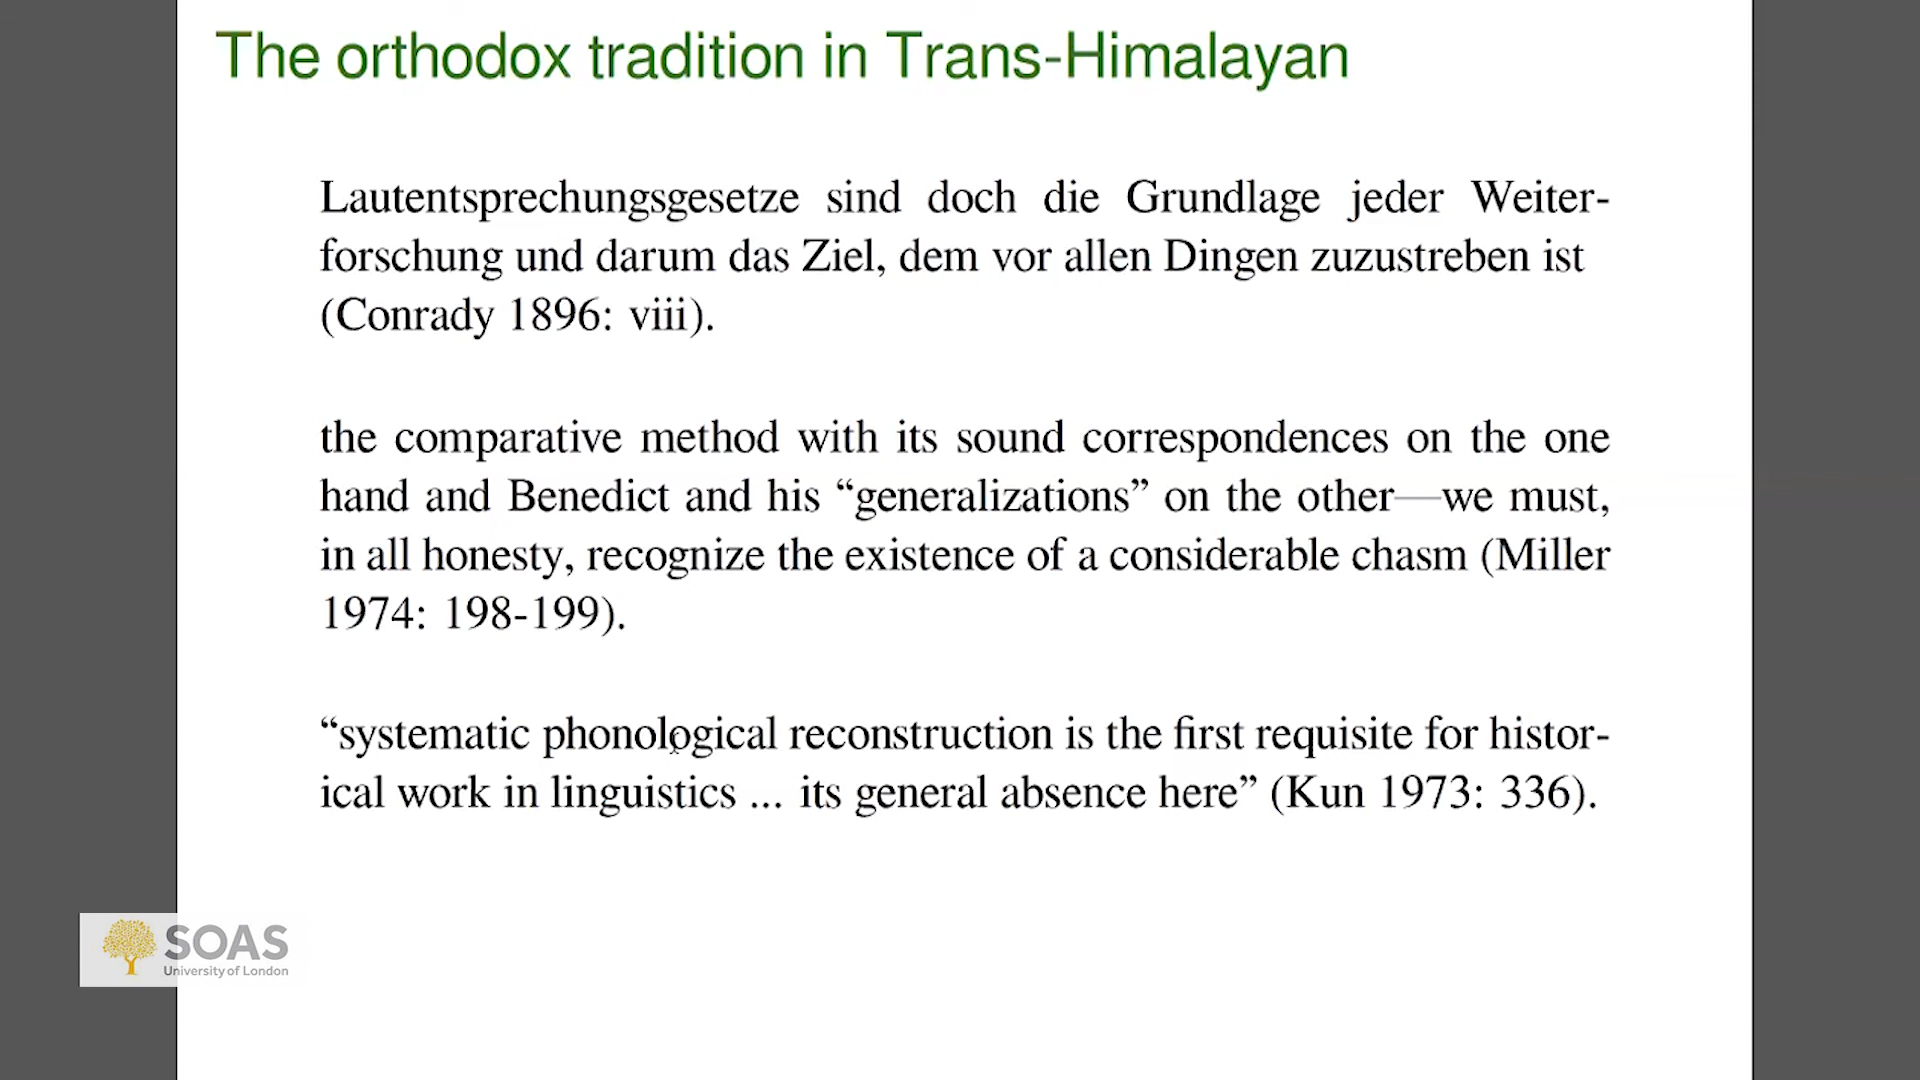 The orthodox tradition in Trans-Himalayan
Lautentsprechungsgesetze sind doch die Grundlage jeder Weiter-
forschung und darum das Ziel, dem vor allen Dingen zuzustreben ist
(Conrady 1896: viii).
the comparative method with its sound correspondences on the one
hand and Benedict and his “generalizations” on the other—we must,
in all honesty, recognize the existence of a considerable chasm (Miller
1974: 198-199).
“systematic phonological reconstruction is the first requisite for histor-
ical work in linguistics ... its general absence here” (Kun 1973: 336).
SOAS
University of London